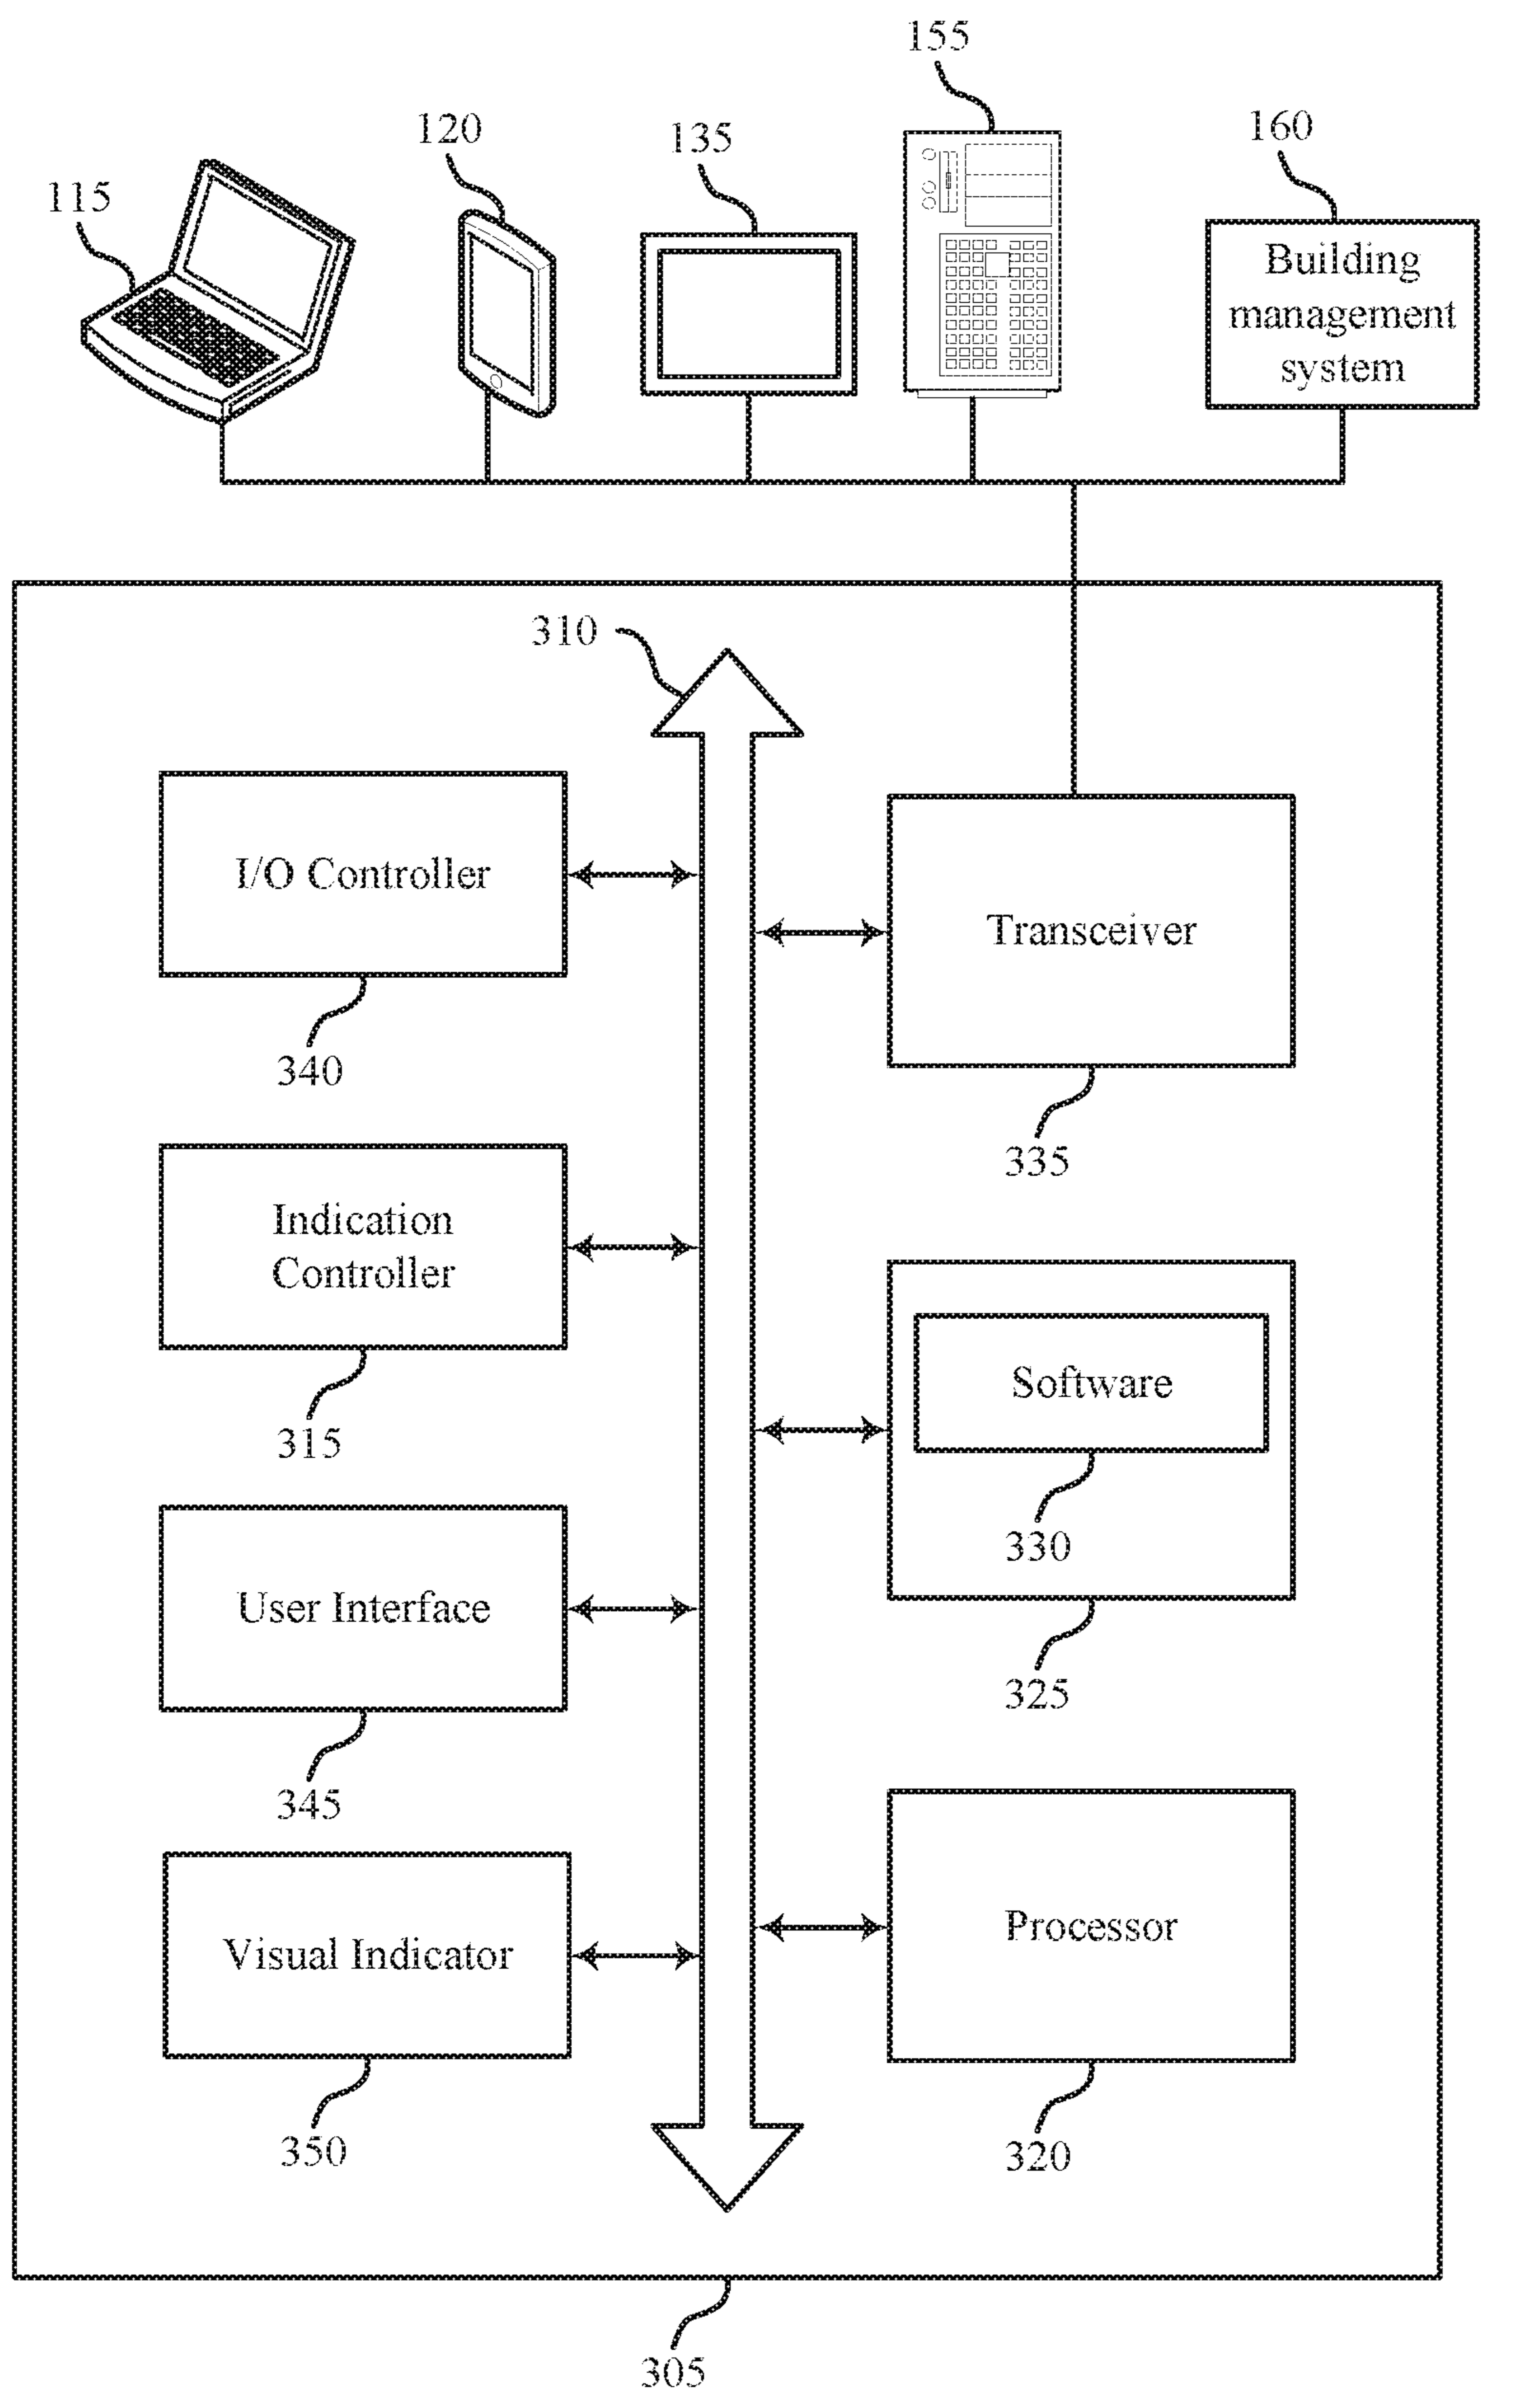 155
120
135
160
115
Building
management
system
310
I/O Controller
Transceiver
340
335
Indication
Controller
Software
315
330
User Interface
325
345
Processor
Visual Indicator
350
320
305